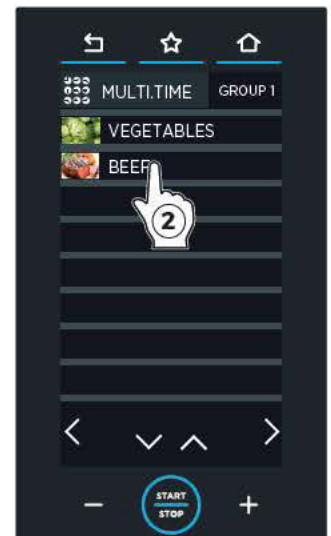 MULTI.TIME GROUP 1
VEGETABLES
BEEF
2
START
STOP